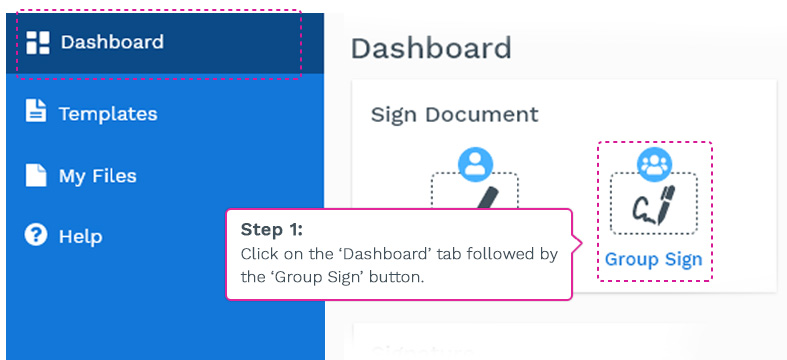 Dashboard
Templates
My Files
Help
Dashboard
Sign Document
Group Sign
Step 1:
Click on the ‘Dashboard’ tab followed by
the ‘Group Sign’ button.